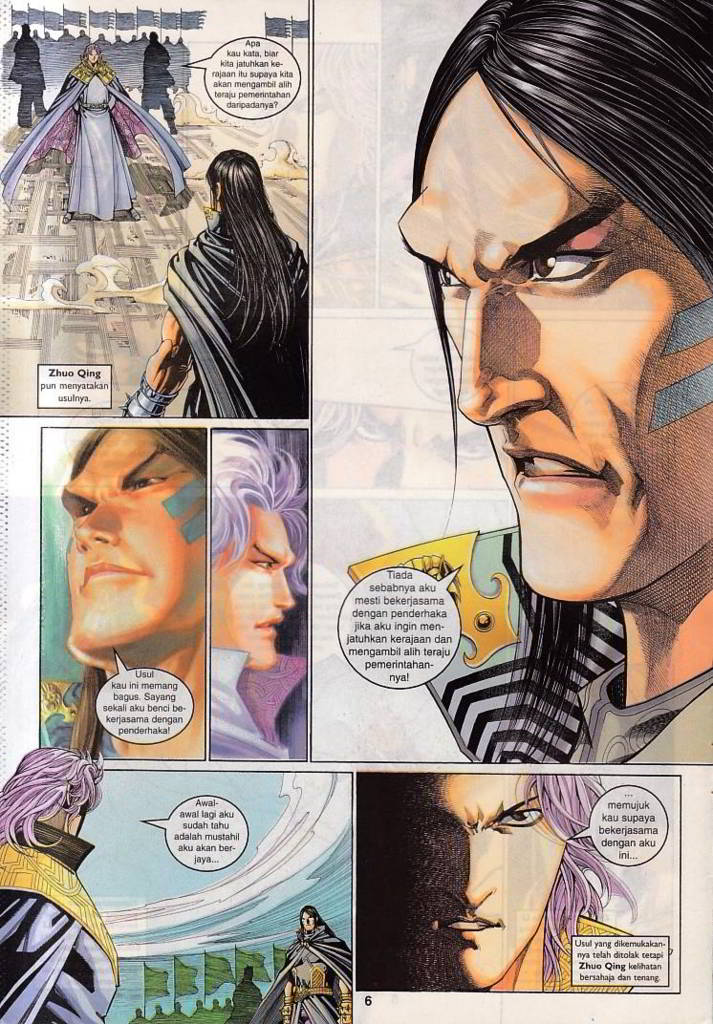 Apa
kau kata, biar
kita jatuhkan ke-
rajaan itu supaya kita
akan mengambil alih
teraju pemerintahan
daripadanya?
Zhuo Qing
pun menyatakan
usulnya.
Tiada
sebabnya aku
mesti bekerjasama
dengan penderhaka
jika aku ingin men-
jatuhkan kerajaan dan
mengambil alih teraju
pemerintahan-
nya!
Usul
kau ini memang
bagus. Sayang
sekali aku benci be-
kerjasama dengan
penderhaka!
Awal-
awal lagi aku
sudah tahu
adalah mustahil
aku akan ber-
jaya...
...
memujuk
kau supaya
bekerjasama
dengan aku
ini...
Usul yang dikemukakan-
nya telah ditolak tetapi
Zhuo Qing kelihatan
bersahaja dan tenang.
6